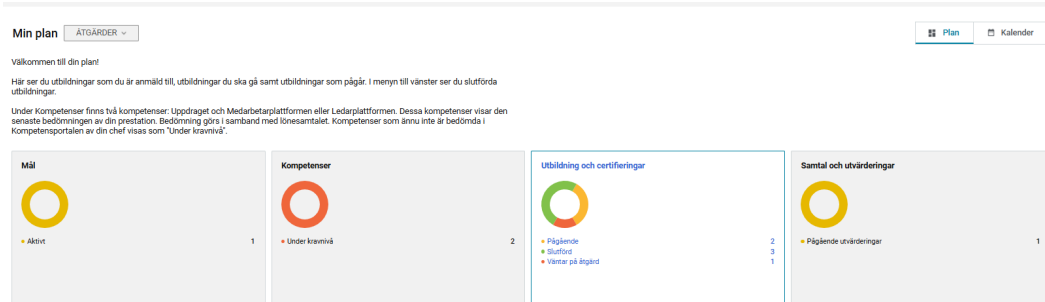 Min plan
ÅTGÄRDER
Plan
Kalender
Välkommen till din plan!
Här ser du utbildningar som du är anmäld till, utbildningar du ska gå samt utbildningar som pågår. I menyn till vänster ser du slutförda
utbildningar.
Under Kompetenser finns två kompetenser: Uppdraget och Medarbetarplattformen eller Ledarplattformen. Dessa kompetenser visar den
senaste bedömningen av din prestation. Bedömning görs i samband med lönesamtalet. Kompetenser som ännu inte är bedömda i
Kompetensportalen av din chef visas som "Under kravnivå".
Mål
Aktivt 1
Kompetenser
Under kravnivå 2
Utbildning och certifieringar
Pågående 2
Slutförd 3
Väntar på åtgärd 1
Samtal och utvärderingar
Pågående utvärderingar 1